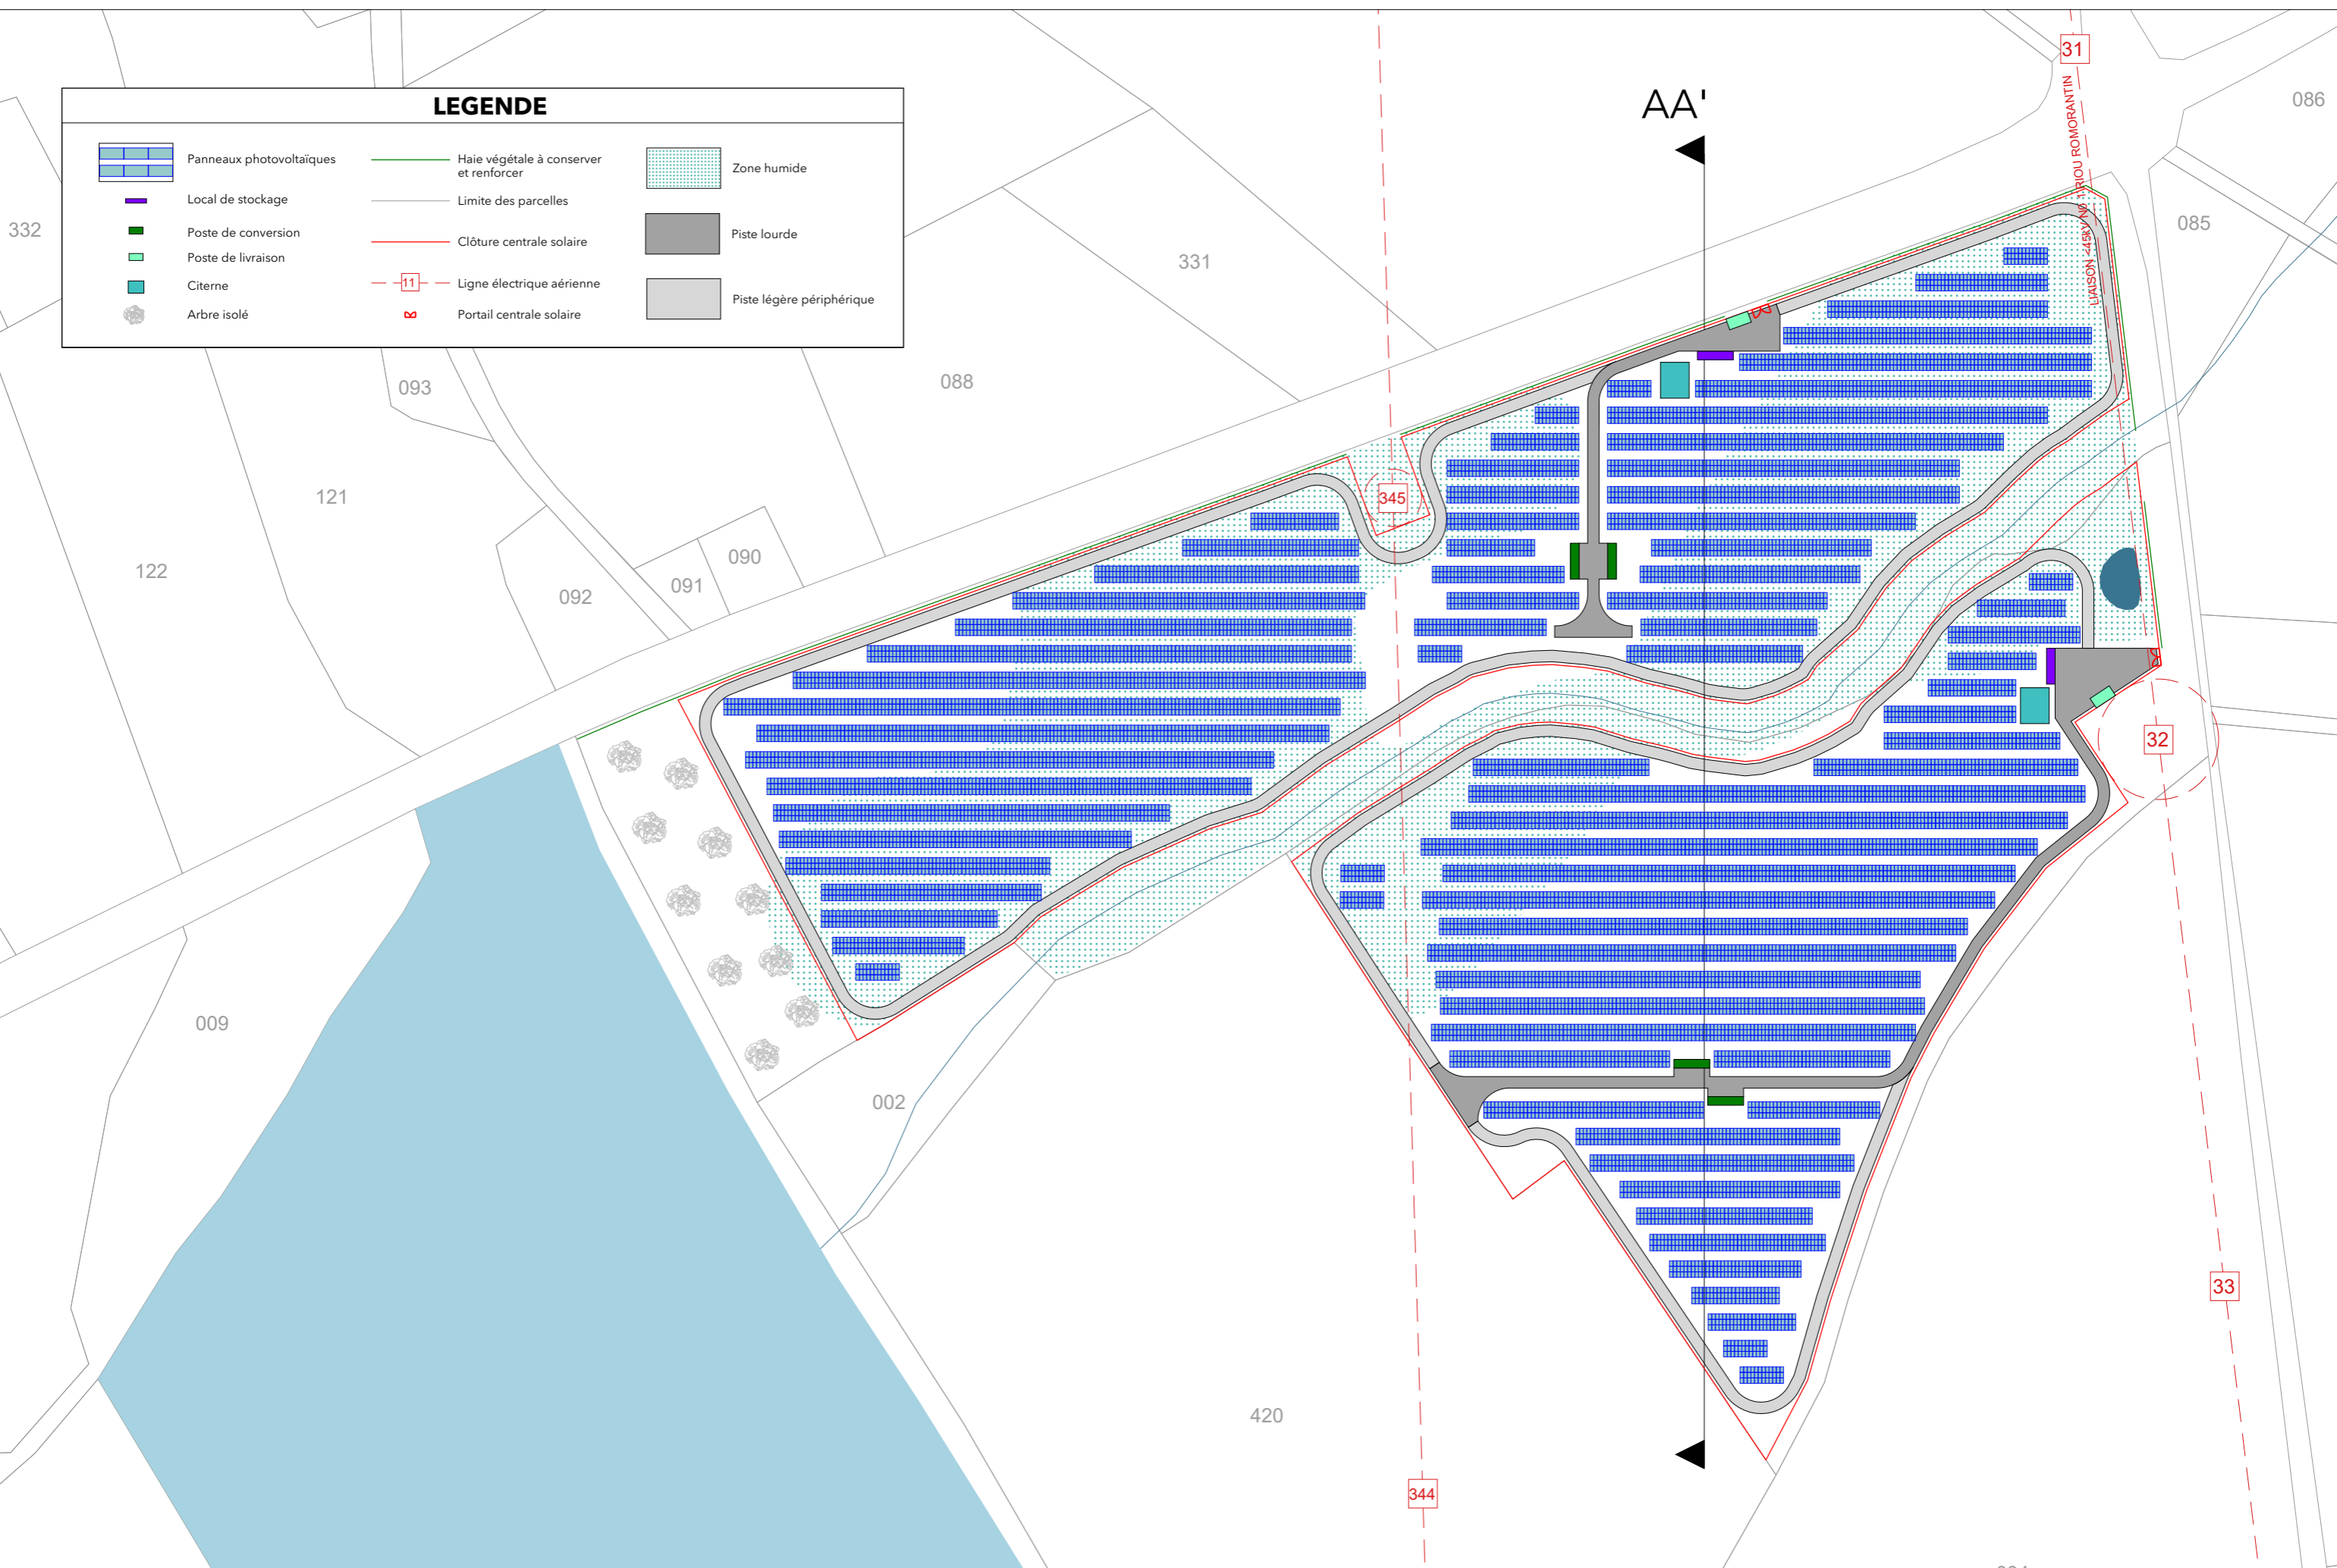 LEGENDE
Panneaux photovoltaïques
Local de stockage
Poste de conversion
Poste de livraison
Citerne
Arbre isolé
Haie végétale à conserver
et renforcer
Limite des parcelles
Clôture centrale solaire
11
Ligne électrique aérienne
Portail centrale solaire
Zone humide
Piste lourde
Piste légère périphérique
AA'
31
086
085
332
331
093
088
121
122
090
091
092
345
32
009
002
33
420
344